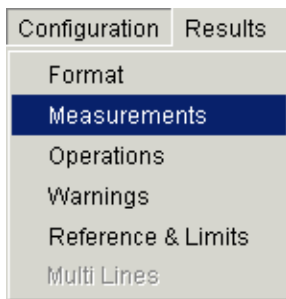 Configuration Results
Format
Measurements
Operations
Warnings
Reference & Limits
Multi Lines